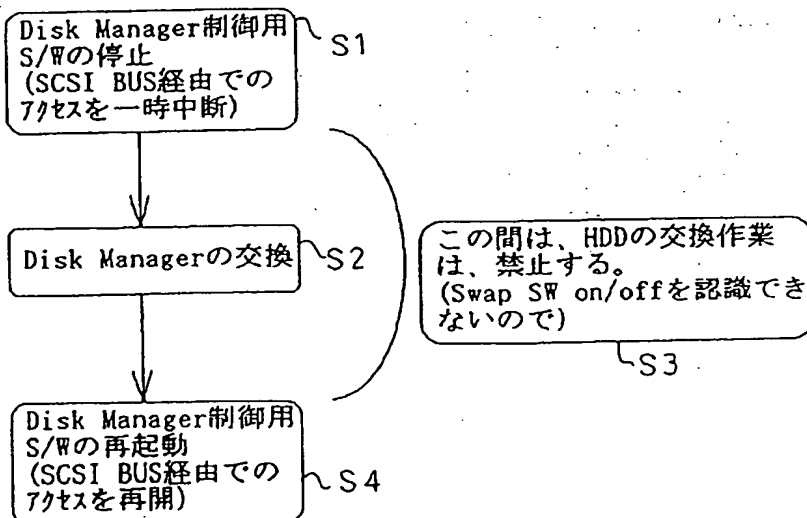 Disk Manager制御用
S/Wの停止
(SCSI BUS経由での
ｱｸｾｽを一時中断)
S1
Disk Managerの交換
S2
この間は、HDDの交換作業
は、禁止する。
(Swap SW on/offを認識でき
ないので)
S3
Disk Manager制御用
S/Wの再起動
(SCSI BUS経由での
ｱｸｾｽを再開)
S4